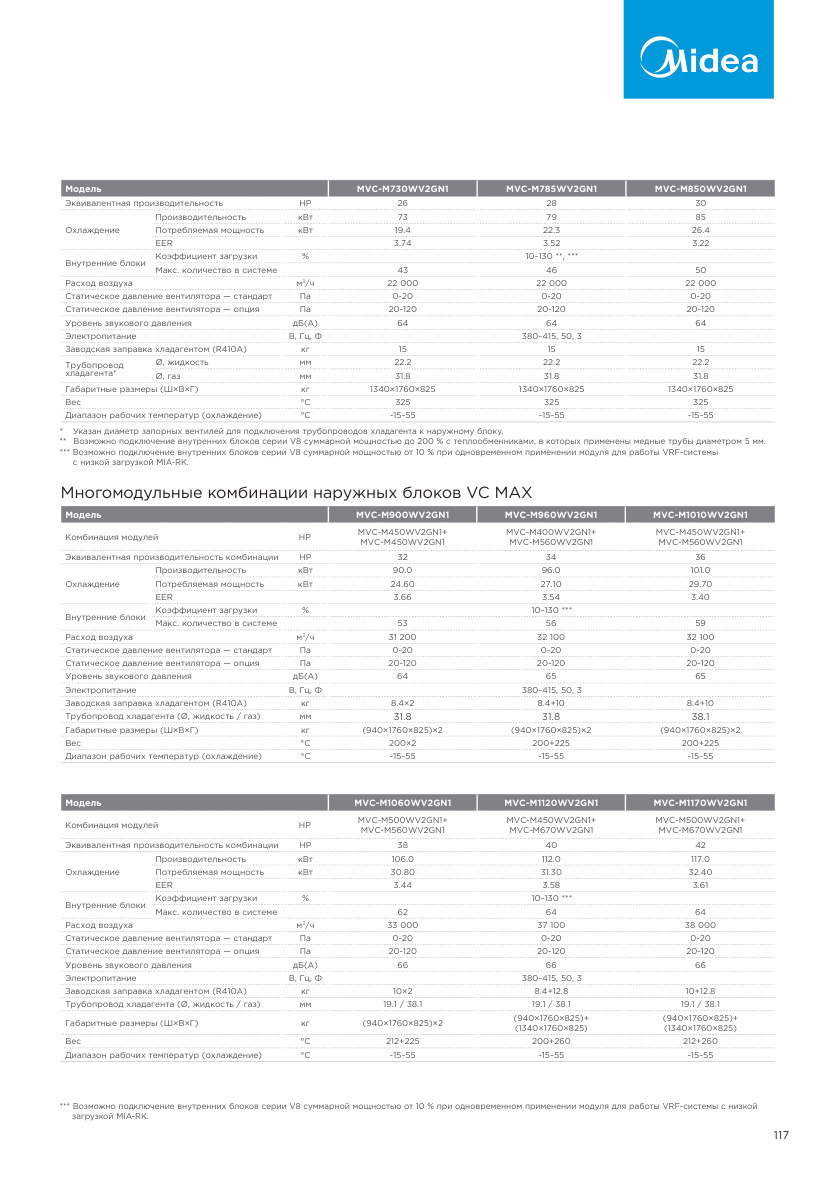 Midea
Модель MVC-M730WV2GN1 MVC-M785WV2GN1 MVC-M850WV2GN1
Эквивалентная производительность HP 26 28 30
Охлаждение Производительность кВт 73 79 85
Потребляемая мощность кВт 19.4 22.3 26.4
EER 3.74 3.52 3.22
Внутренние блоки Коэффициент загрузки % 10–130 **, ***
Макс. количество в системе 43 46 50
Расход воздуха м³/ч 22 000 22 000 22 000
Статическое давление вентилятора — стандарт Па 0-20 0-20 0-20
Статическое давление вентилятора — опция Па 20-120 20-120 20-120
Уровень звукового давления дБ(А) 64 64 64
Электропитание В, Гц, Ф 380–415, 50, 3
Заводская заправка хладагентом (R410A) кг 15 15 15
Трубопровод хладагента* Ø, жидкость мм 22.2 22.2 22.2
Ø, газ мм 31.8 31.8 31.8
Габаритные размеры (Ш×В×Г) кг 1340×1760×825 1340×1760×825 1340×1760×825
Вес °С 325 325 325
Диапазон рабочих температур (охлаждение) °С -15-55 -15-55 -15-55
* Указан диаметр запорных вентилей для подключения трубопроводов хладагента к наружному блоку.
** Возможно подключение внутренних блоков серии V8 суммарной мощностью до 200 % с теплообменниками, в которых применены медные трубы диаметром 5 мм.
*** Возможно подключение внутренних блоков серии V8 суммарной мощностью от 10 % при одновременном применении модуля для работы VRF-системы
с низкой загрузкой MIA-RK.
Многомодульные комбинации наружных блоков VC MAX
Модель MVC-M900WV2GN1 MVC-M960WV2GN1 MVC-M1010WV2GN1
Комбинация модулей HP MVC-M450WV2GN1+ MVC-M400WV2GN1+ MVC-M450WV2GN1+
MVC-M450WV2GN1 MVC-M560WV2GN1 MVC-M560WV2GN1
Эквивалентная производительность комбинации HP 32 34 36
Охлаждение Производительность кВт 90.0 96.0 101.0
Потребляемая мощность кВт 24.60 27.10 29.70
EER 3.66 3.54 3.40
Внутренние блоки Коэффициент загрузки % 10–130 ***
Макс. количество в системе 53 56 59
Расход воздуха м³/ч 31 200 32 100 32 100
Статическое давление вентилятора — стандарт Па 0-20 0-20 0-20
Статическое давление вентилятора — опция Па 20-120 20-120 20-120
Уровень звукового давления дБ(А) 64 65 65
Электропитание В, Гц, Ф 380–415, 50, 3
Заводская заправка хладагентом (R410A) кг 8.4×2 8.4+10 8.4+10
Трубопровод хладагента (Ø, жидкость / газ) мм 31.8 31.8 38.1
Габаритные размеры (Ш×В×Г) кг (940×1760×825)×2 (940×1760×825)×2 (940×1760×825)×2
Вес °С 200×2 200+225 200+225
Диапазон рабочих температур (охлаждение) °С -15-55 -15-55 -15-55
Модель MVC-M1060WV2GN1 MVC-M1120WV2GN1 MVC-M1170WV2GN1
Комбинация модулей HP MVC-M500WV2GN1+ MVC-M450WV2GN1+ MVC-M500WV2GN1+
MVC-M560WV2GN1 MVC-M670WV2GN1 MVC-M670WV2GN1
Эквивалентная производительность комбинации HP 38 40 42
Охлаждение Производительность кВт 106.0 112.0 117.0
Потребляемая мощность кВт 30.80 31.30 32.40
EER 3.44 3.58 3.61
Внутренние блоки Коэффициент загрузки % 10–130 ***
Макс. количество в системе 62 64 64
Расход воздуха м³/ч 33 000 37 100 38 000
Статическое давление вентилятора — стандарт Па 0-20 0-20 0-20
Статическое давление вентилятора — опция Па 20-120 20-120 20-120
Уровень звукового давления дБ(А) 66 66 66
Электропитание В, Гц, Ф 380–415, 50, 3
Заводская заправка хладагентом (R410A) кг 10×2 8.4+12.8 10+12.8
Трубопровод хладагента (Ø, жидкость / газ) мм 19.1 / 38.1 19.1 / 38.1 19.1 / 38.1
Габаритные размеры (Ш×В×Г) кг (940×1760×825)×2 (940×1760×825)+ (940×1760×825)+
(1340×1760×825) (1340×1760×825)
Вес °С 212+225 200+260 212+260
Диапазон рабочих температур (охлаждение) °С -15-55 -15-55 -15-55
*** Возможно подключение внутренних блоков серии V8 суммарной мощностью от 10 % при одновременном применении модуля для работы VRF-системы с низкой
загрузкой MIA-RK.
117